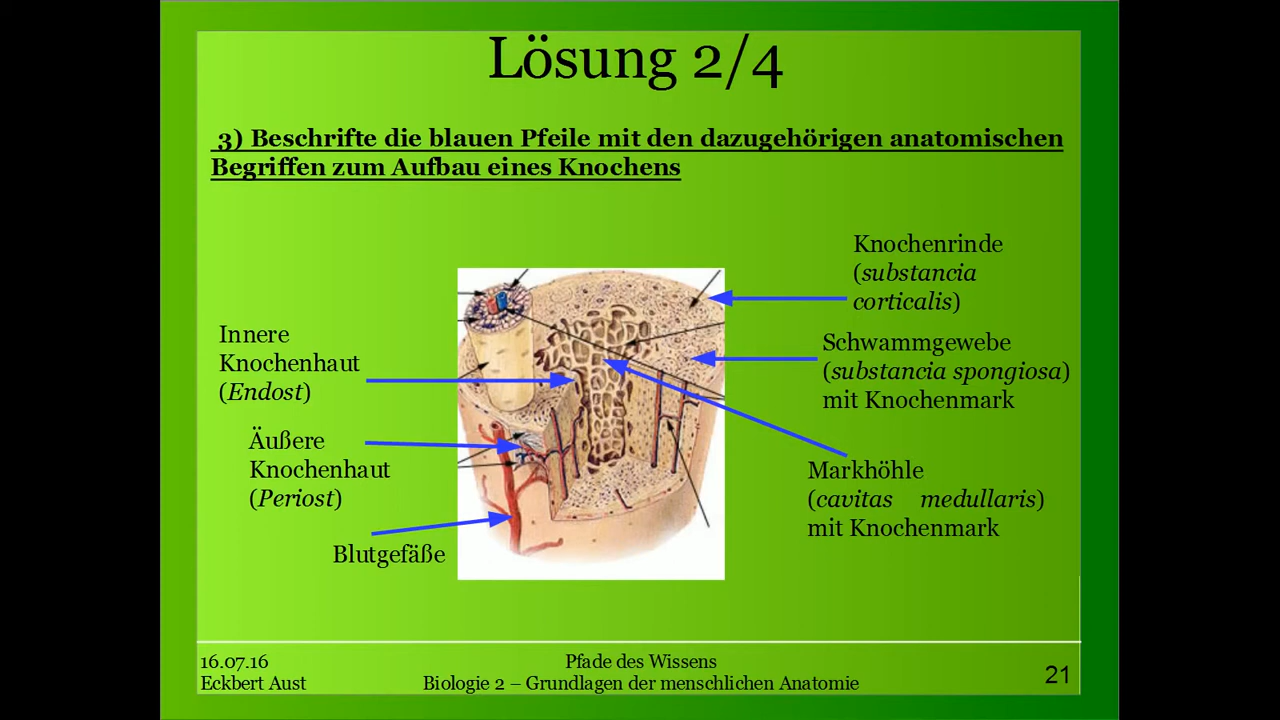 Lösung 2/4
3) Beschrifte die blauen Pfeile mit den dazugehörigen anatomischen
Begriffen zum Aufbau eines Knochens
Knochenrinde
(substancia
corticalis)
Innere
Knochenhaut
(Endost)
Schwammgewebe
(substancia spongiosa)
mit Knochenmark
Äußere
Knochenhaut
(Periost)
Markhöhle
(cavitas medullaris)
mit Knochenmark
Blutgefäße
16.07.16
Eckbert Aust
Pfade des Wissens
Biologie 2 – Grundlagen der menschlichen Anatomie
21